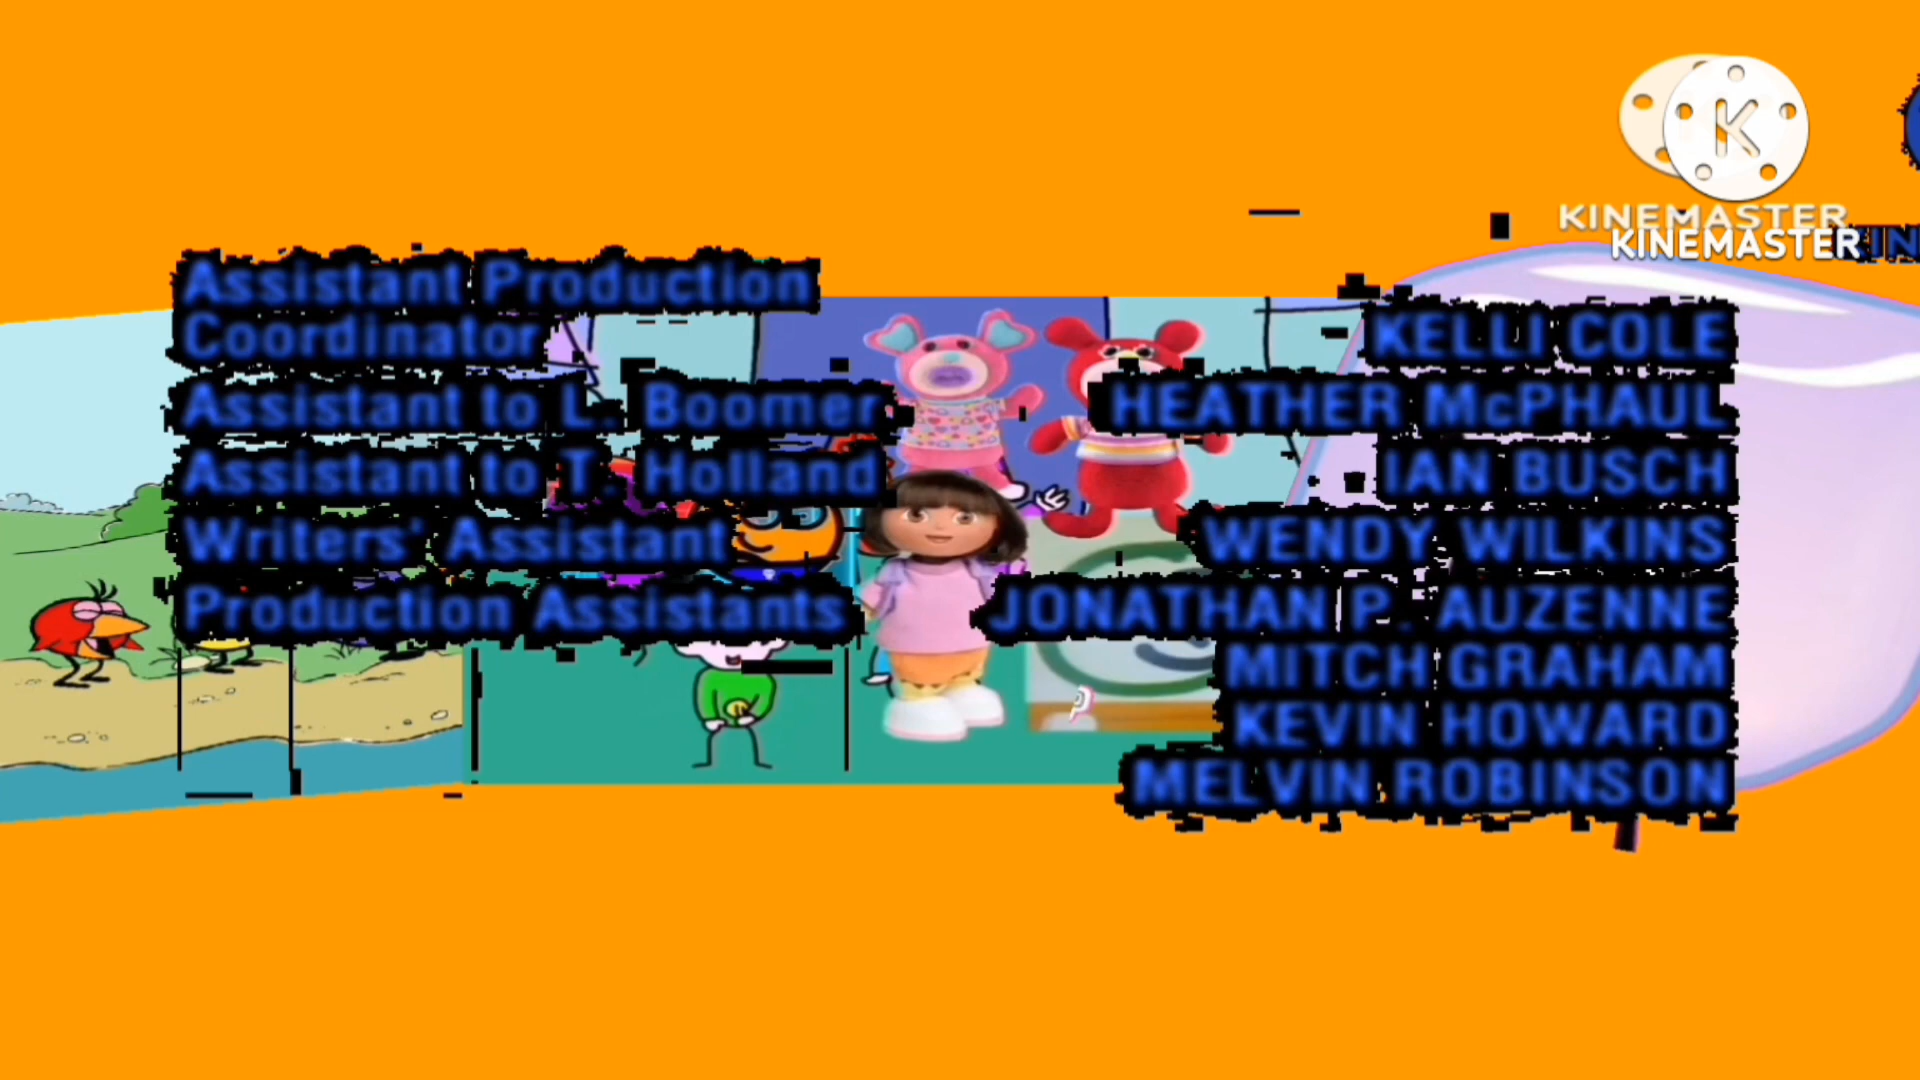 KINEMASTER
KINEMASTER
Assistant Production
Coordinator
KELLI COLE
Assistant to L. Boomer
HEATHER McPHAUL
Assistant to T. Holland
IAN BUSCH
Writers' Assistant
WENDY WILKINS
Production Assistants
JONATHAN P. AUZENNE
MITCH GRAHAM
KEVIN HOWARD
MELVIN ROBINSON